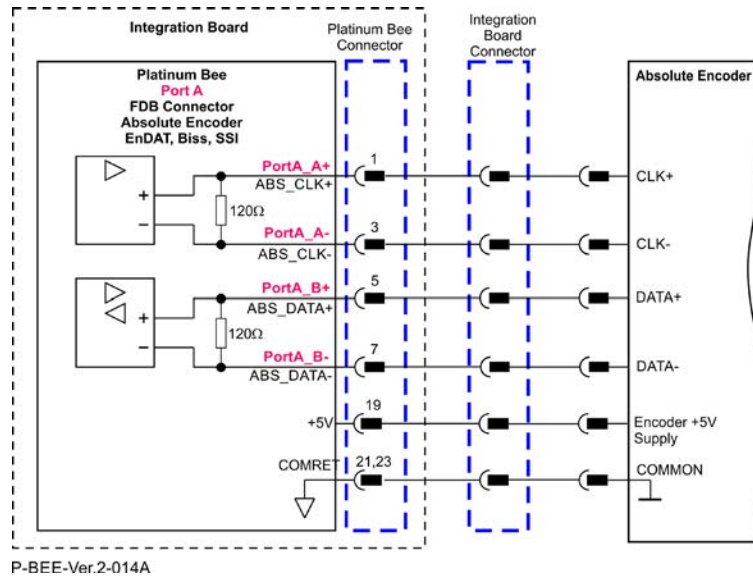 Integration Board
Platinum Bee
Connector
Integration
Board
Connector
Platinum Bee
Port A
FDB Connector
Absolute Encoder
EnDAT, Biss, SSI
Absolute Encoder
+
−
120Ω
PortA_A+
ABS_CLK+
1
CLK+
PortA_A-
ABS_CLK-
3
CLK-
+
−
120Ω
PortA_B+
ABS_DATA+
5
DATA+
PortA_B-
ABS_DATA-
7
DATA-
+5V
19
Encoder +5V
Supply
COMRET
21,23
COMMON
P-BEE-Ver.2-014A